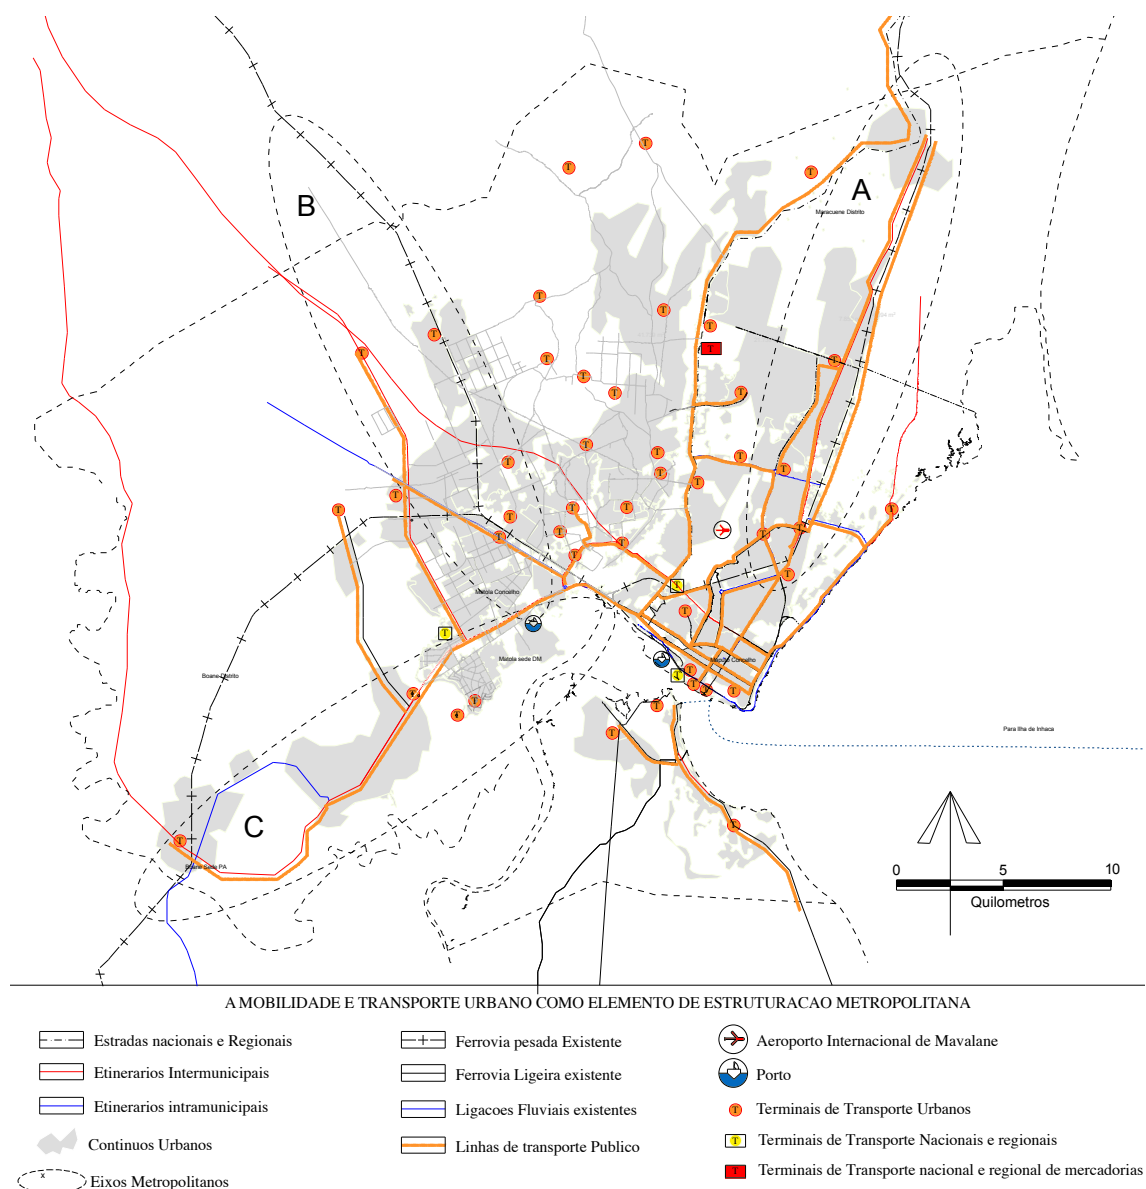 A
B
Maracuene Distrito
Matola Concelho
Matola sede DM
Boane Distrito
Maputo Concelho
Para Ilha de Inhaca
C
Boane Sede PA
0 5 10
Quilometros
A MOBILIDADE E TRANSPORTE URBANO COMO ELEMENTO DE ESTRUTURACAO METROPOLITANA
Estradas nacionais e Regionais
Etinerarios Intermunicipais
Etinerarios intramunicipais
Continuos Urbanos
x
Eixos Metropolitanos
Ferrovia pesada Existente
Ferrovia Ligeira existente
Ligacoes Fluviais existentes
Linhas de transporte Publico
Aeroporto Internacional de Mavalane
Porto
T Terminais de Transporte Urbanos
T Terminais de Transporte Nacionais e regionais
T Terminais de Transporte nacional e regional de mercadorias